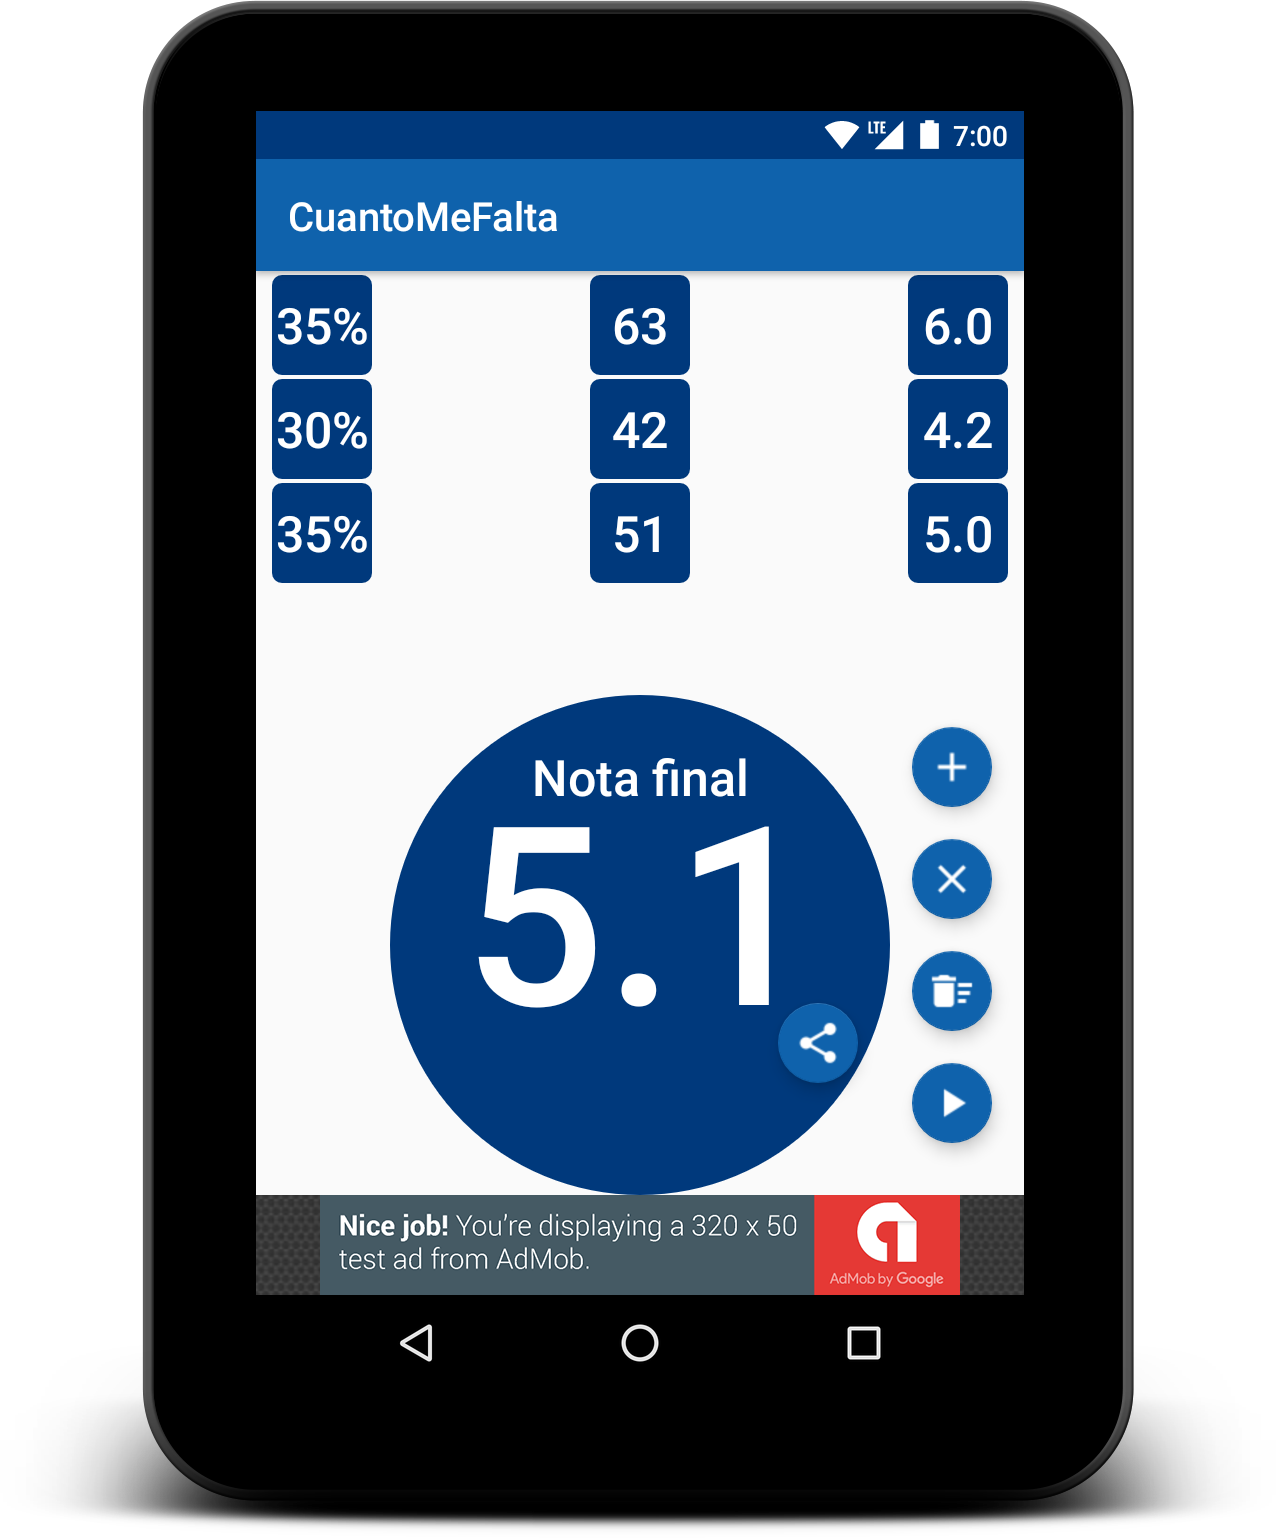 LTE 7:00
CuantoMeFalta
35% 63 6.0
30% 42 4.2
35% 51 5.0
Nota final
5.1
Nice job! You're displaying a 320 x 50
test ad from AdMob.
AdMob by Google